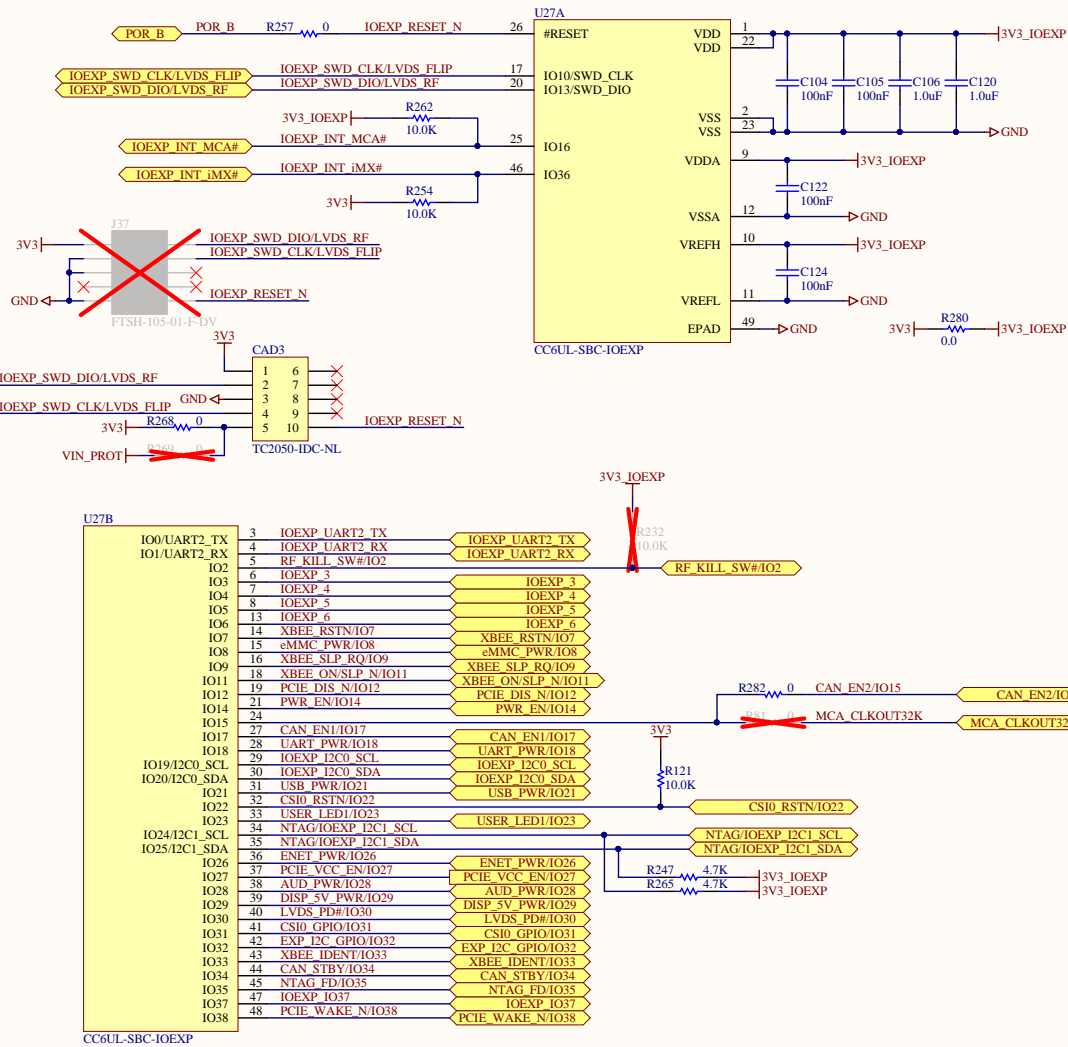 U27A
POR_B
POR_B
R257 0
IOEXP_RESET_N
26
#RESET
VDD
1
VDD
22
3V3_IOEXP
IOEXP_SWD_CLK/LVDS_FLIP
IOEXP_SWD_CLK/LVDS_FLIP
17
IO10/SWD_CLK
IOEXP_SWD_DIO/LVDS_RF
IOEXP_SWD_DIO/LVDS_RF
20
IO13/SWD_DIO
C104
100nF
C105
100nF
C106
1.0uF
C120
1.0uF
R262
3V3_IOEXP
10.0K
VSS
2
VSS
23
GND
IOEXP_INT_MCA#
IOEXP_INT_MCA#
25
IO16
VDDA
9
3V3_IOEXP
IOEXP_INT_iMX#
IOEXP_INT_iMX#
46
IO36
C122
100nF
R254
3V3
10.0K
VSSA
12
GND
J37
3V3
IOEXP_SWD_DIO/LVDS_RF
IOEXP_SWD_CLK/LVDS_FLIP
VREFH
10
3V3_IOEXP
C124
100nF
GND
IOEXP_RESET_N
VREFL
11
GND
FTSH-105-01-F-DV
EPAD
49
GND
R280
3V3
3V3_IOEXP
0.0
CC6UL-SBC-IOEXP
3V3
CAD3
1 6
IOEXP_SWD_DIO/LVDS_RF
2 7
GND
3 8
IOEXP_SWD_CLK/LVDS_FLIP
4 9
3V3
R268 0
5 10
IOEXP_RESET_N
VIN_PROT
R269 0
TC2050-IDC-NL
3V3_IOEXP
R232
10.0K
U27B
IO0/UART2_TX 3 IOEXP_UART2_TX IOEXP_UART2_TX
IO1/UART2_RX 4 IOEXP_UART2_RX IOEXP_UART2_RX
IO2 5 RF_KILL_SW#/IO2 RF_KILL_SW#/IO2
IO3 6 IOEXP_3 IOEXP_3
IO4 7 IOEXP_4 IOEXP_4
IO5 8 IOEXP_5 IOEXP_5
IO6 13 IOEXP_6 IOEXP_6
IO7 14 XBEE_RSTN/IO7 XBEE_RSTN/IO7
IO8 15 eMMC_PWR/IO8 eMMC_PWR/IO8
IO9 16 XBEE_SLP_RQ/IO9 XBEE_SLP_RQ/IO9
IO11 18 XBEE_ON/SLP_N/IO11 XBEE_ON/SLP_N/IO11
IO12 19 PCIE_DIS_N/IO12 PCIE_DIS_N/IO12
IO14 21 PWR_EN/IO14 PWR_EN/IO14
IO15 24
R282 0 CAN_EN2/IO15 CAN_EN2/IO
R81 0 MCA_CLKOUT32K MCA_CLKOUT32
IO17 27 CAN_EN1/IO17 CAN_EN1/IO17
IO18 28 UART_PWR/IO18 UART_PWR/IO18
IO19/I2C0_SCL 29 IOEXP_I2C0_SCL IOEXP_I2C0_SCL
IO20/I2C0_SDA 30 IOEXP_I2C0_SDA IOEXP_I2C0_SDA
IO21 31 USB_PWR/IO21 USB_PWR/IO21
3V3
R121
10.0K
IO22 32 CSI0_RSTN/IO22 CSI0_RSTN/IO22
IO23 33 USER_LED1/IO23 USER_LED1/IO23
IO24/I2C1_SCL 34 NTAG/IOEXP_I2C1_SCL NTAG/IOEXP_I2C1_SCL
IO25/I2C1_SDA 35 NTAG/IOEXP_I2C1_SDA NTAG/IOEXP_I2C1_SDA
IO26 36 ENET_PWR/IO26 ENET_PWR/IO26
IO27 37 PCIE_VCC_EN/IO27 PCIE_VCC_EN/IO27
R247 4.7K 3V3_IOEXP
IO28 38 AUD_PWR/IO28 AUD_PWR/IO28
R265 4.7K 3V3_IOEXP
IO29 39 DISP_5V_PWR/IO29 DISP_5V_PWR/IO29
IO30 40 LVDS_PD#/IO30 LVDS_PD#/IO30
IO31 41 CSI0_GPIO/IO31 CSI0_GPIO/IO31
IO32 42 EXP_I2C_GPIO/IO32 EXP_I2C_GPIO/IO32
IO33 43 XBEE_IDENT/IO33 XBEE_IDENT/IO33
IO34 44 CAN_STBY/IO34 CAN_STBY/IO34
IO35 45 NTAG_FD/IO35 NTAG_FD/IO35
IO37 47 IOEXP_IO37 IOEXP_IO37
IO38 48 PCIE_WAKE_N/IO38 PCIE_WAKE_N/IO38
CC6UL-SBC-IOEXP